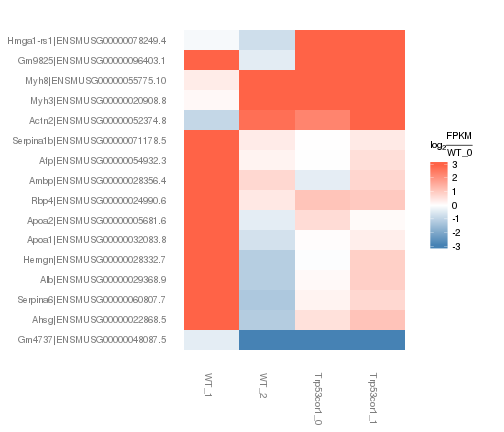 Hmga1-rs1|ENSMUSG00000078249.4
Gm9825|ENSMUSG00000096403.1
Myh8|ENSMUSG00000055775.10
Myh3|ENSMUSG00000020908.8
Actn2|ENSMUSG00000052374.8
Serpina1b|ENSMUSG00000071178.5
Afp|ENSMUSG00000054932.3
Ambp|ENSMUSG00000028356.4
Rbp4|ENSMUSG00000024990.6
Apoa2|ENSMUSG00000005681.6
Apoa1|ENSMUSG00000032083.8
Hemgn|ENSMUSG00000028332.7
Alb|ENSMUSG00000029368.9
Serpina6|ENSMUSG00000060807.7
Ahsg|ENSMUSG00000022868.5
Gm4737|ENSMUSG00000048087.5
WT_1
WT_2
Trp53cor1_0
Trp53cor1_1
log2 FPKM
WT_0
3
2
1
0
-1
-2
-3